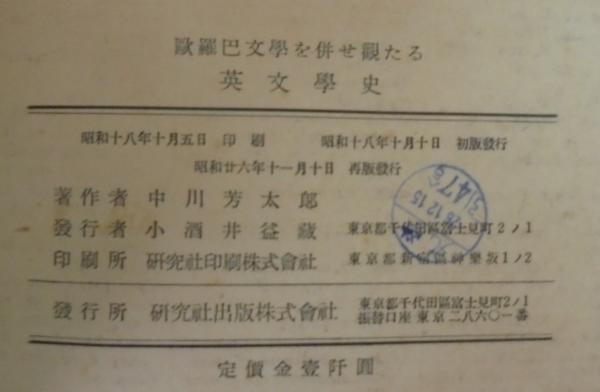 歐羅巴文學を併せ觀たる
英文學史
昭和十八年十月五日 印刷 昭和十八年十月十日 初版發行
昭和廿六年十一月十日 再版發行
著作者 中川芳太郎
發行者 小酒井益藏 東京都千代田區富士見町2ノ1
印刷所 研究社印刷株式會社 東京都新宿區神樂坂1ノ2
發行所 研究社出版株式會社 東京都千代田區富士見町2ノ1
振替口座 東京二八六〇一番
定價金壹阡圓